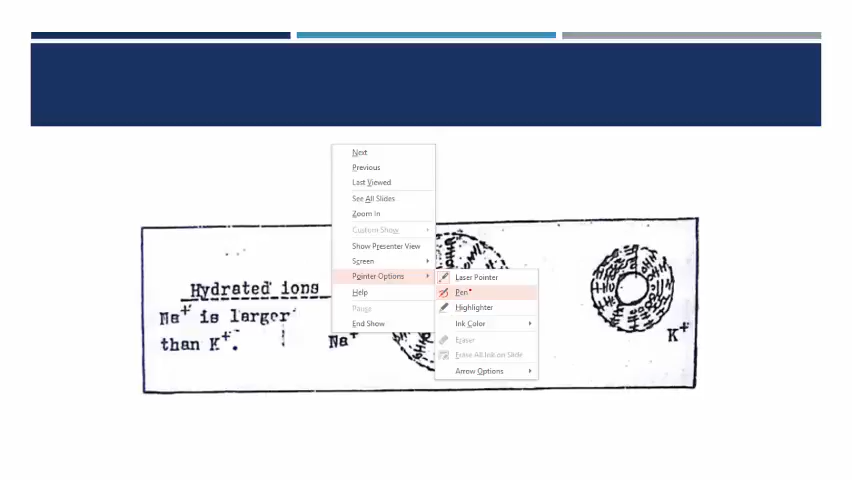 Next
Previous
Last Viewed
See All Slides
Zoom In
Custom Show
Show Presenter View
Screen
Pointer Options
Help
Pause
End Show
Laser Pointer
Pen
Highlighter
Ink Color
Eraser
Erase All Ink on Slide
Arrow Options
Hydrated ions
Na+ is larger
than K+.
Na+
K+